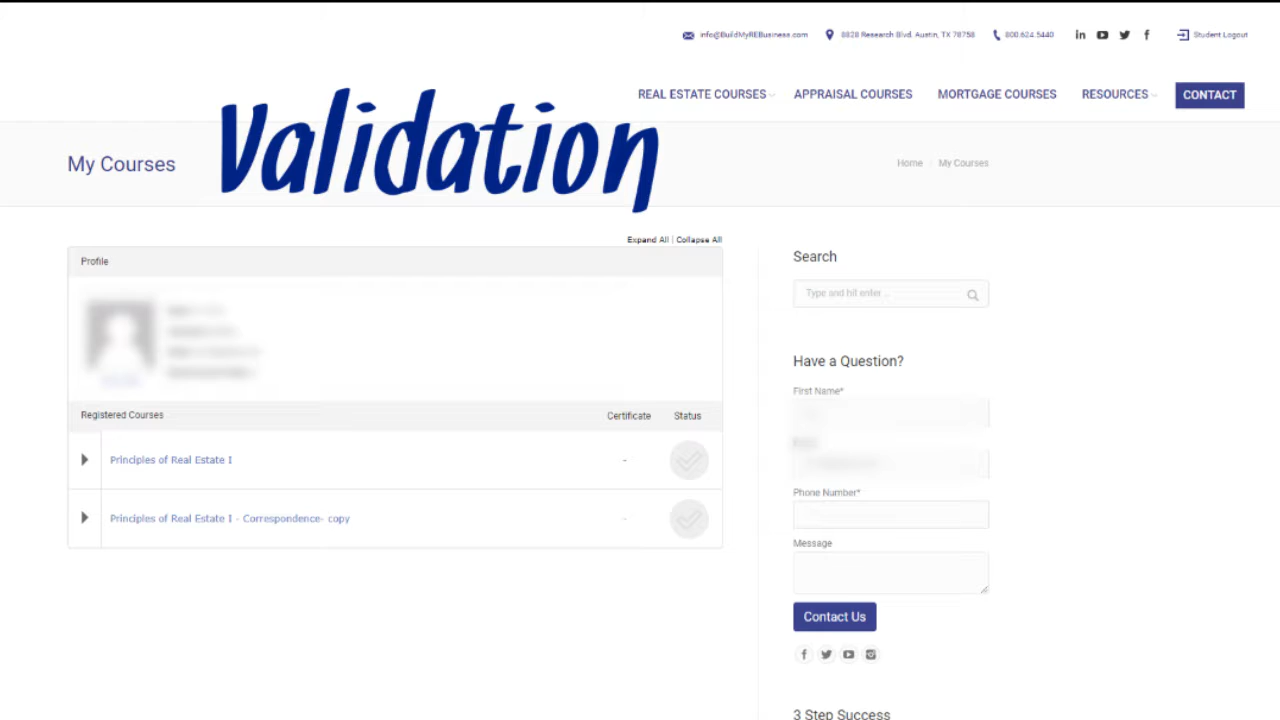 info@BuildMyREBusiness.com 8828 Research Blvd. Austin, TX 78758 800.624.5440 Student Logout
REAL ESTATE COURSES APPRAISAL COURSES MORTGAGE COURSES RESOURCES CONTACT
Validation
My Courses
Home / My Courses
Expand All | Collapse All
Profile
Registered Courses Certificate Status
Principles of Real Estate I -
Principles of Real Estate I - Correspondence- copy -
Search
Type and hit enter ...
Have a Question?
First Name*
Phone Number*
Message
Contact Us
3 Step Success